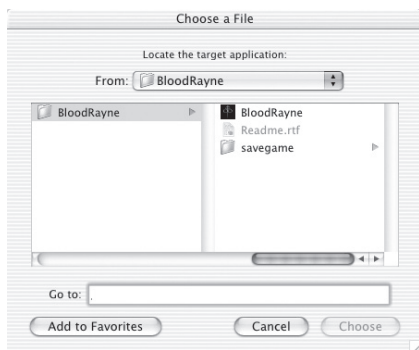 Choose a File
Locate the target application:
From: BloodRayne
BloodRayne
BloodRayne
Readme.rtf
savegame
Go to:
Add to Favorites Cancel Choose